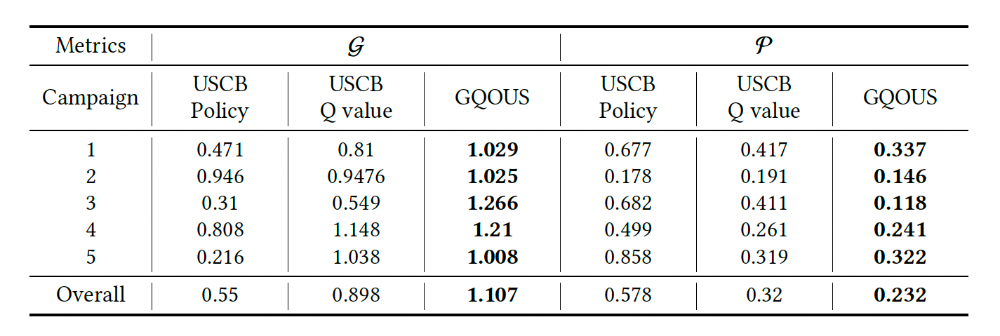 Metrics 𝒢 𝒫
Campaign USCB Policy USCB Q value GQOUS USCB Policy USCB Q value GQOUS
1 0.471 0.81 1.029 0.677 0.417 0.337
2 0.946 0.9476 1.025 0.178 0.191 0.146
3 0.31 0.549 1.266 0.682 0.411 0.118
4 0.808 1.148 1.21 0.499 0.261 0.241
5 0.216 1.038 1.008 0.858 0.319 0.322
Overall 0.55 0.898 1.107 0.578 0.32 0.232